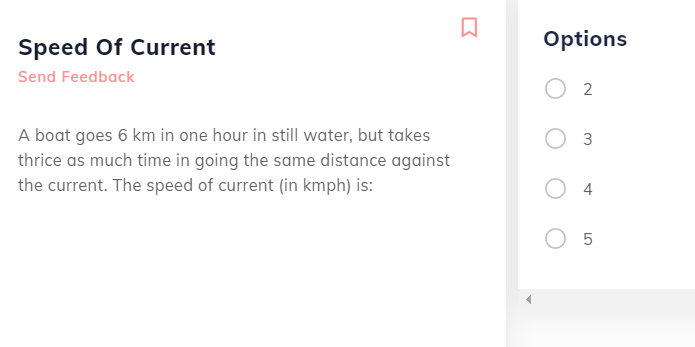 Speed Of Current
Send Feedback
A boat goes 6 km in one hour in still water, but takes
thrice as much time in going the same distance against
the current. The speed of current (in kmph) is:
Options
2
3
4
5